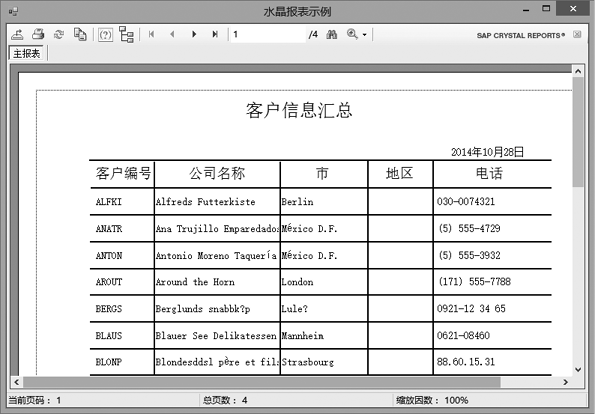 水晶报表示例
1 /4 SAP CRYSTAL REPORTS®
主报表
客户信息汇总
2014年10月28日
客户编号 公司名称 市 地区 电话
ALFKI Alfreds Futterkiste Berlin 030-0074321
ANATR Ana Trujillo Emparedados México D.F. (5) 555-4729
ANTON Antonio Moreno Taquería México D.F. (5) 555-3932
AROUT Around the Horn London (171) 555-7788
BERGS Berglunds snabbk?p Lule? 0921-12 34 65
BLAUS Blauer See Delikatessen Mannheim 0621-08460
BLONP Blondesddsl père et fils Strasbourg 88.60.15.31
当前页码: 1 总页数: 4 缩放因数: 100%